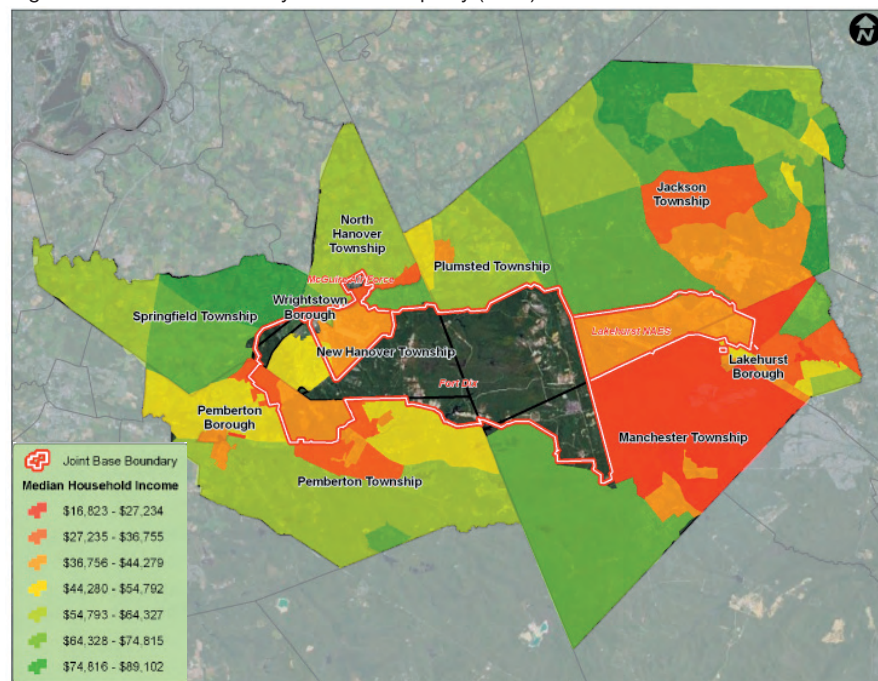 N
North
Hanover
Township
Jackson
Township
McGuire Air Force
Plumsted Township
Wrightstown
Borough
Springfield Township
New Hanover Township
Lakehurst NAES
Lakehurst
Borough
Fort Dix
Pemberton
Borough
Manchester Township
Pemberton Township
Joint Base Boundary
Median Household Income
$16,823 - $27,234
$27,235 - $36,755
$36,756 - $44,279
$44,280 - $54,792
$54,793 - $64,327
$64,328 - $74,815
$74,816 - $89,102